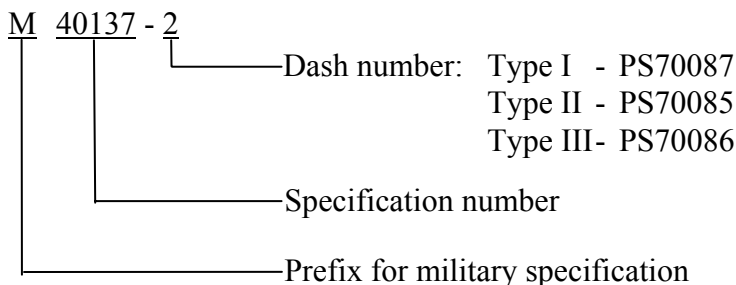 M 40137 - 2
Dash number: Type I - PS70087
Type II - PS70085
Type III- PS70086
Specification number
Prefix for military specification